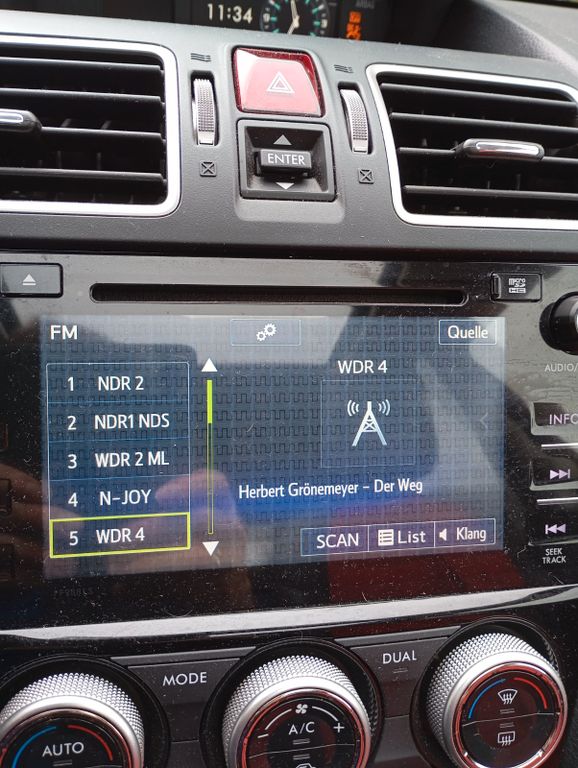 11:34
ENTER
micro
FM
Quelle
1 NDR 2
WDR 4
2 NDR1 NDS
3 WDR 2 ML
4 N-JOY
Herbert Grönemeyer – Der Weg
5 WDR 4
SCAN
List
Klang
AUDIO/
INFO
SEEK
TRACK
MODE
DUAL
AUTO
A/C
- +